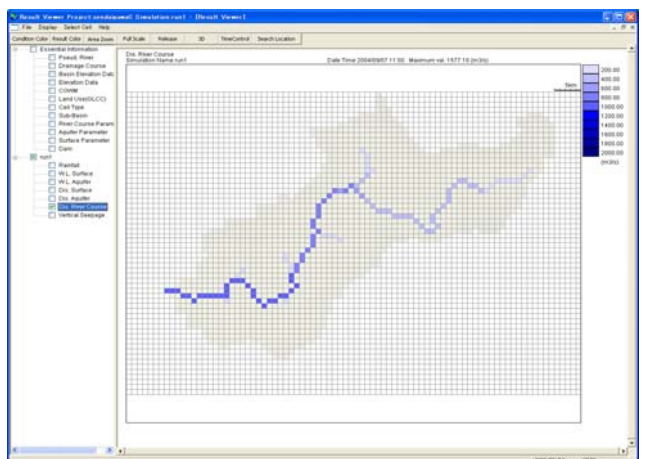 Result Viewer Project sendaigawa6 Simulation run1 - [Result Viewer]
File Display Select Cell Help
Condition Color Result Color Area Zoom Full Scale Release 3D TimeControl Search Location
Essential Information
Pseud. River
Drainage Course
Basin Elevation Data
Elevation Data
COWM
Land Use(GLCC)
Cell Type
Sub-Basin
River Course Param
Aquifer Parameter
Surface Parameter
Dam
run1
Rainfall
W.L. Surface
W.L. Aquifer
Dis. Surface
Dis. Aquifer
Dis. River Course
Vertical Seepage
Dis. River Course
Simulation Name:run1
Date Time 2004/09/07 11:00 Maximum val. 1977.10 (m3/s)
5km
200.00
400.00
600.00
800.00
1000.00
1200.00
1400.00
1600.00
1800.00
2000.00
(m3/s)